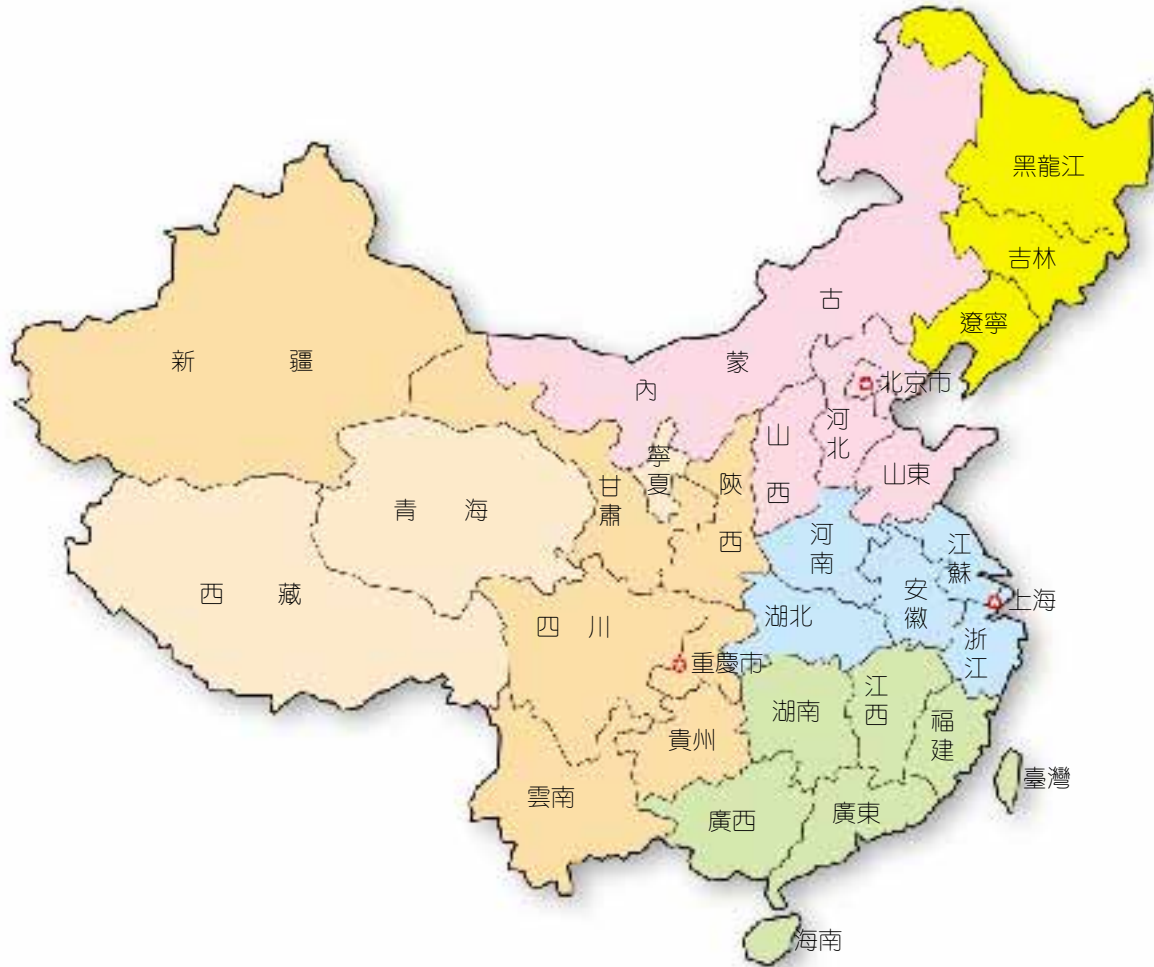 黑龍江
吉林
遼寧
內蒙古
新疆
北京市
河北
山西
山東
寧夏
陝西
甘肅
青海
西藏
河南
江蘇
安徽
上海
四川
湖北
浙江
重慶市
湖南
江西
福建
貴州
雲南
廣西
廣東
臺灣
海南